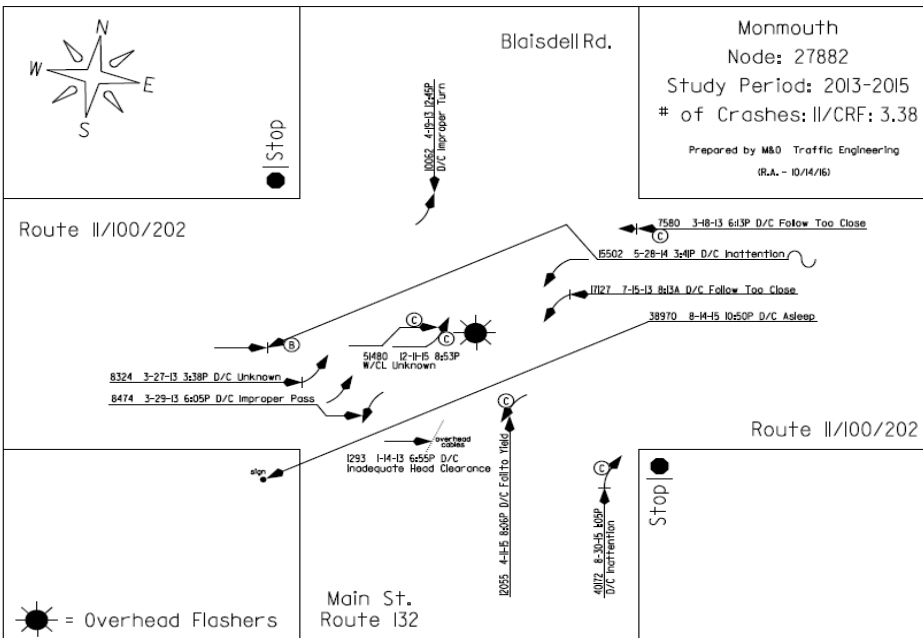 N
W
E
S
Stop
Blaisdell Rd.
Monmouth
Node: 27882
Study Period: 2013-2015
# of Crashes: 11/CRF: 3.38
Prepared by M&O Traffic Engineering
(R.A. - 10/14/16)
10062 4-19-13 12:45P
D/C Improper Turn
Route 11/100/202
7580 3-18-13 6:13P D/C Follow Too Close
C
15502 5-28-14 3:41P D/C Inattention
17127 7-15-13 8:13A D/C Follow Too Close
38970 8-14-15 10:50P D/C Asleep
B
C
C
51480 12-11-15 8:53P
W/CL Unknown
8324 3-27-13 3:38P D/C Unknown
8474 3-29-13 6:05P D/C Improper Pass
C
overhead
cables
1293 1-14-13 6:55P D/C
Inadequate Head Clearance
sign
12055 4-11-15 8:06P D/C Failto Yield
C
40172 8-30-15 1:05P
D/C Inattention
Route 11/100/202
Stop
= Overhead Flashers
Main St.
Route 132